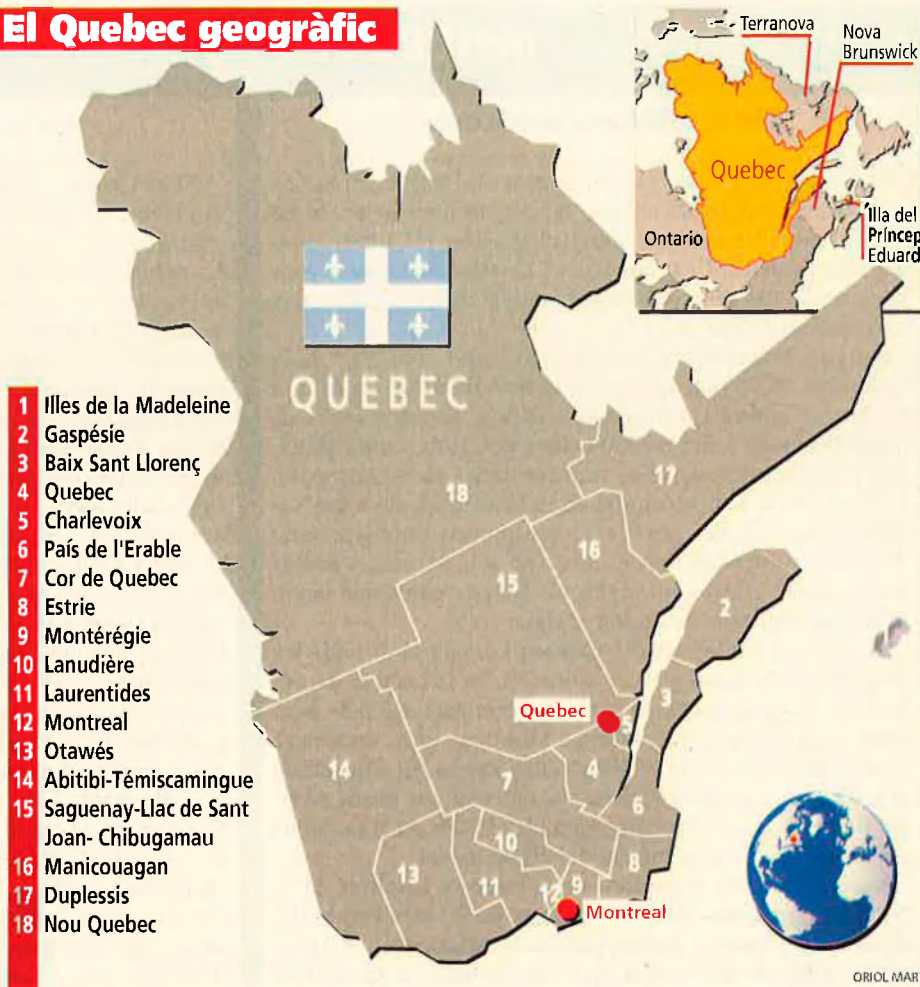 El Quebec geogràfic
Terranova
Nova
Brunswick
Quebec
Ontario
Illa del
Príncep
Eduard
QUEBEC
1 Illes de la Madeleine
2 Gaspésie
3 Baix Sant Llorenç
4 Quebec
5 Charlevoix
6 País de l'Erable
7 Cor de Quebec
8 Estrie
9 Montérégie
10 Lanudière
11 Laurentides
12 Montreal
13 Otawés
14 Abitibi-Témiscamingue
15 Saguenay-Llac de Sant
Joan- Chibugamau
16 Manicouagan
17 Duplessis
18 Nou Quebec
17
18
16
15
2
3
Quebec
5
14
7
4
6
10
13
11
12
9
8
Montreal
ORIOL MAR